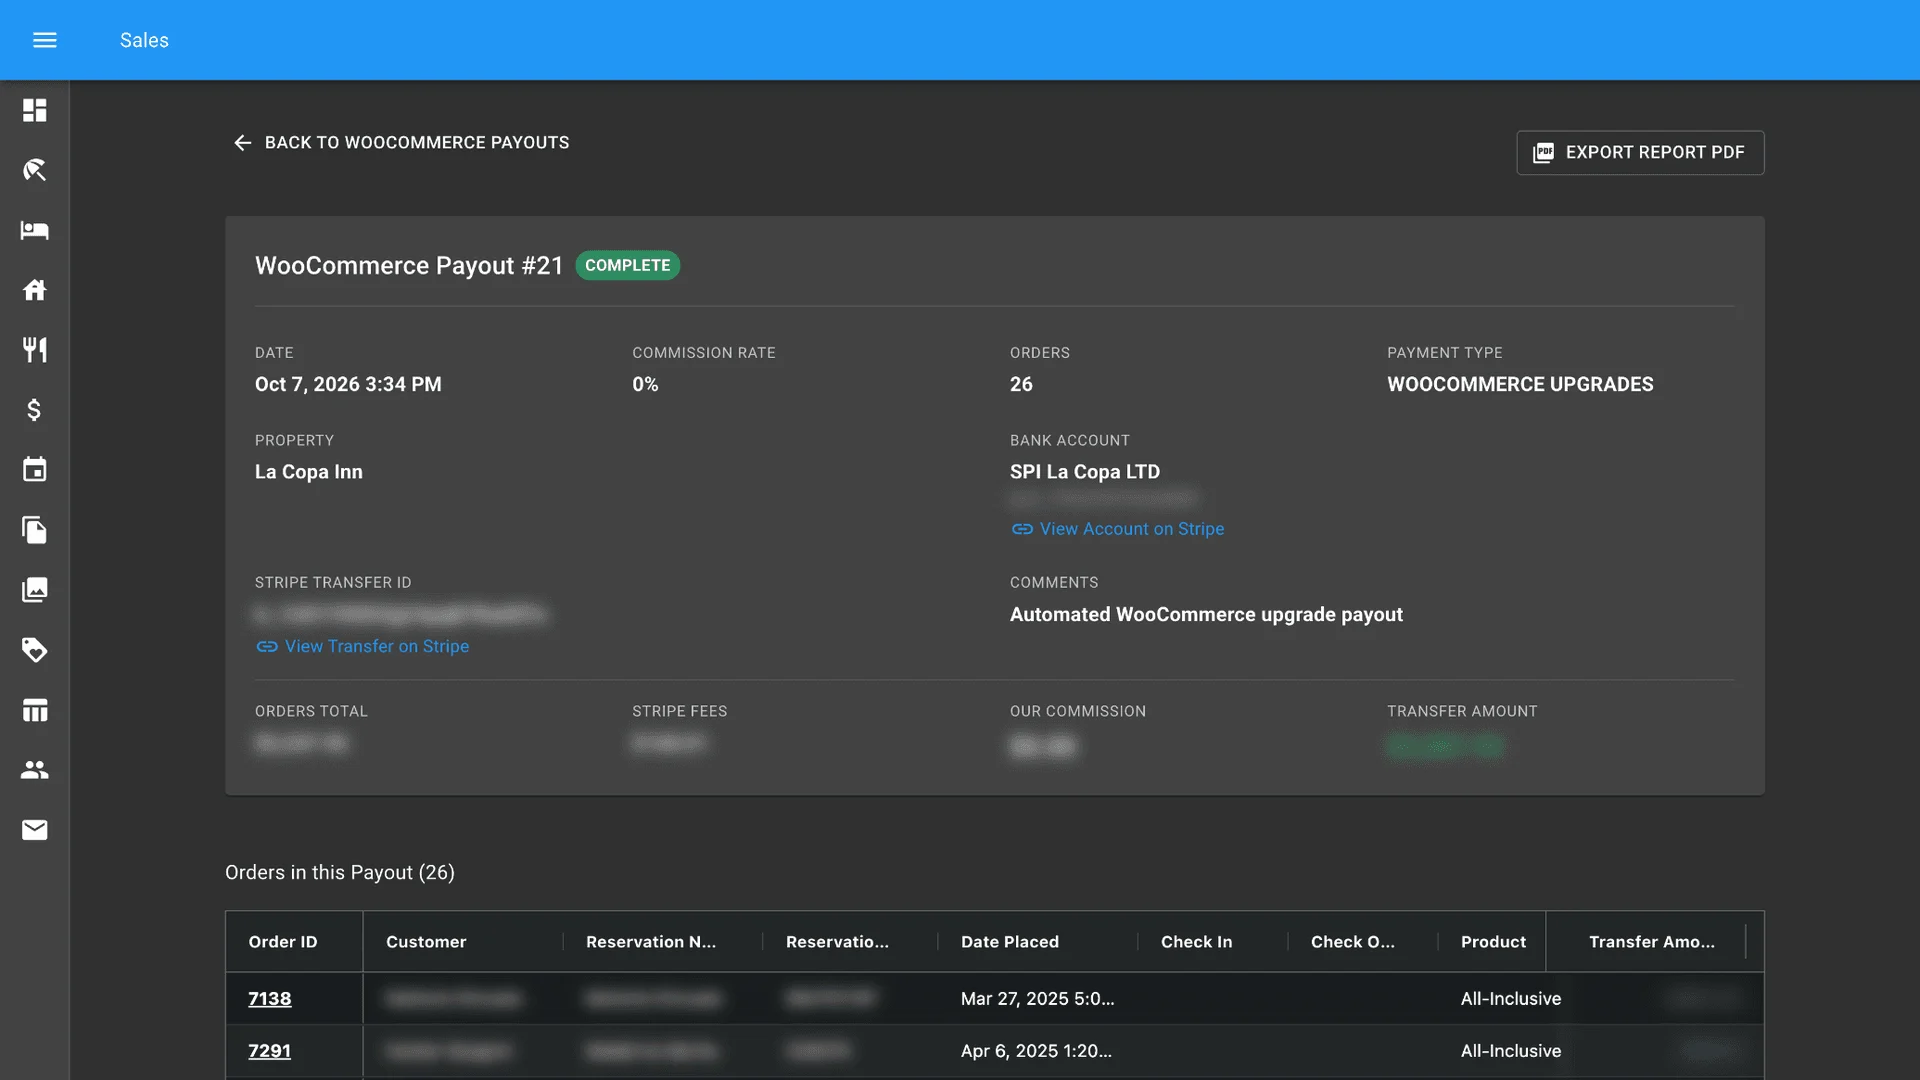 Sales
BACK TO WOOCOMMERCE PAYOUTS
PDF
EXPORT REPORT PDF
WooCommerce Payout #21
COMPLETE
DATE
Oct 7, 2026 3:34 PM
COMMISSION RATE
0%
ORDERS
26
PAYMENT TYPE
WOOCOMMERCE UPGRADES
PROPERTY
La Copa Inn
BANK ACCOUNT
SPI La Copa LTD
View Account on Stripe
STRIPE TRANSFER ID
View Transfer on Stripe
COMMENTS
Automated WooCommerce upgrade payout
ORDERS TOTAL
STRIPE FEES
OUR COMMISSION
TRANSFER AMOUNT
Orders in this Payout (26)
Order ID Customer Reservation N... Reservatio... Date Placed Check In Check O... Product Transfer Amo...
7138 Mar 27, 2025 5:0... All-Inclusive
7291 Apr 6, 2025 1:20... All-Inclusive